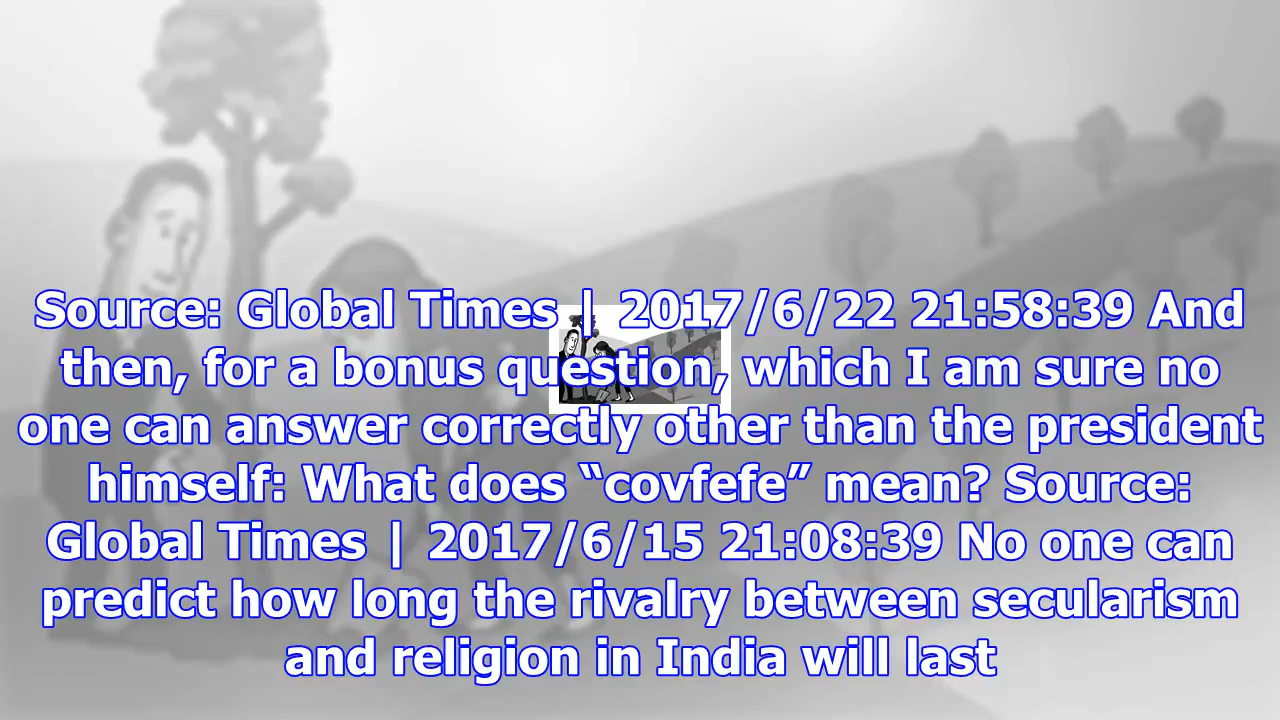 Source: Global Times | 2017/6/22 21:58:39 And
then, for a bonus question, which I am sure no
one can answer correctly other than the president
himself: What does “covfefe” mean? Source:
Global Times | 2017/6/15 21:08:39 No one can
predict how long the rivalry between secularism
and religion in India will last